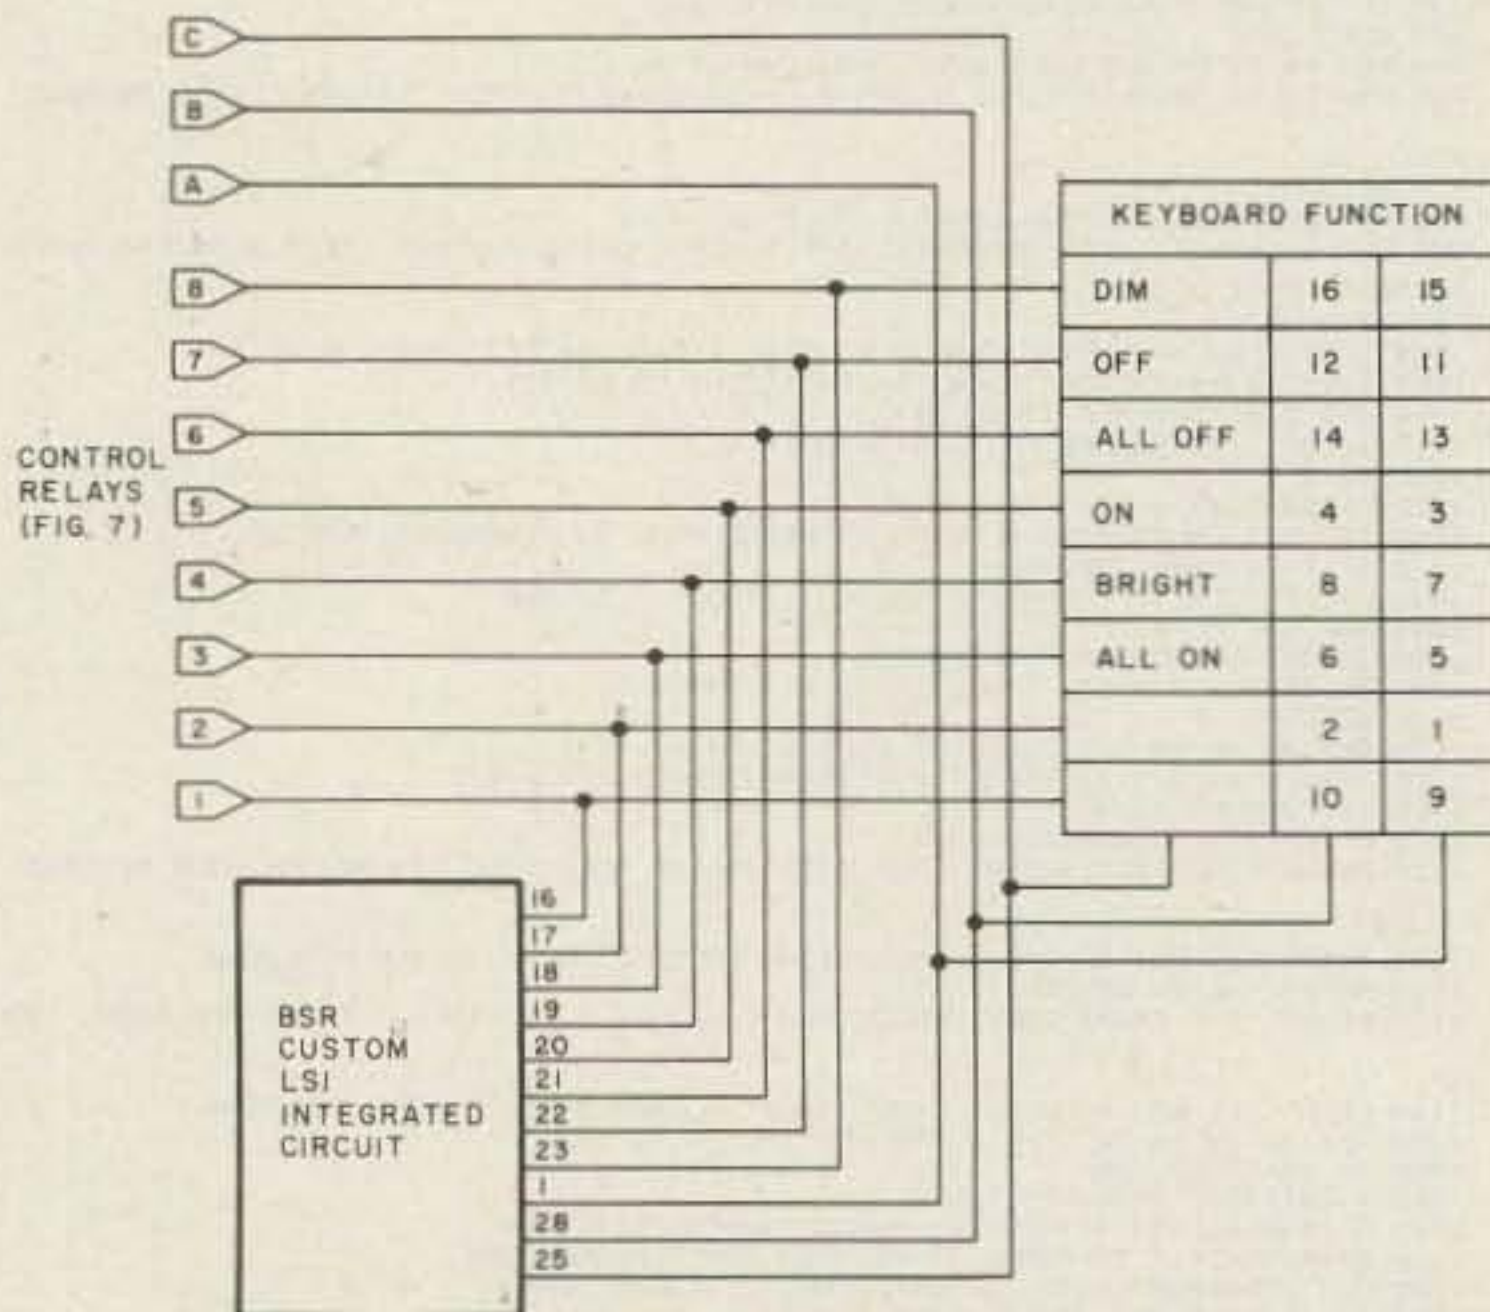 C
B
A
8
7
6
5
4
3
2
1
CONTROL
RELAYS
(FIG. 7)
KEYBOARD FUNCTION
DIM 16 15
OFF 12 11
ALL OFF 14 13
ON 4 3
BRIGHT 8 7
ALL ON 6 5
2 1
10 9
BSR
CUSTOM
LSI
INTEGRATED
CIRCUIT
16
17
18
19
20
21
22
23
1
28
25